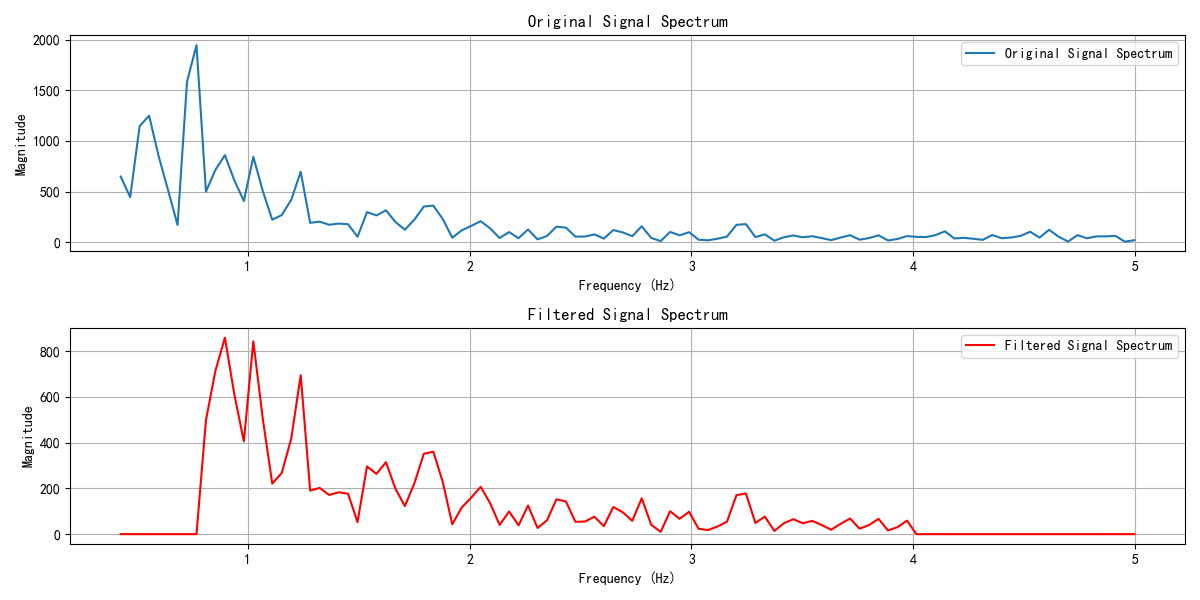 Original Signal Spectrum
2000
1500
1000
500
0
Magnitude
Original Signal Spectrum
1 2 3 4 5
Frequency (Hz)
Filtered Signal Spectrum
800
600
400
200
0
Magnitude
Filtered Signal Spectrum
1 2 3 4 5
Frequency (Hz)